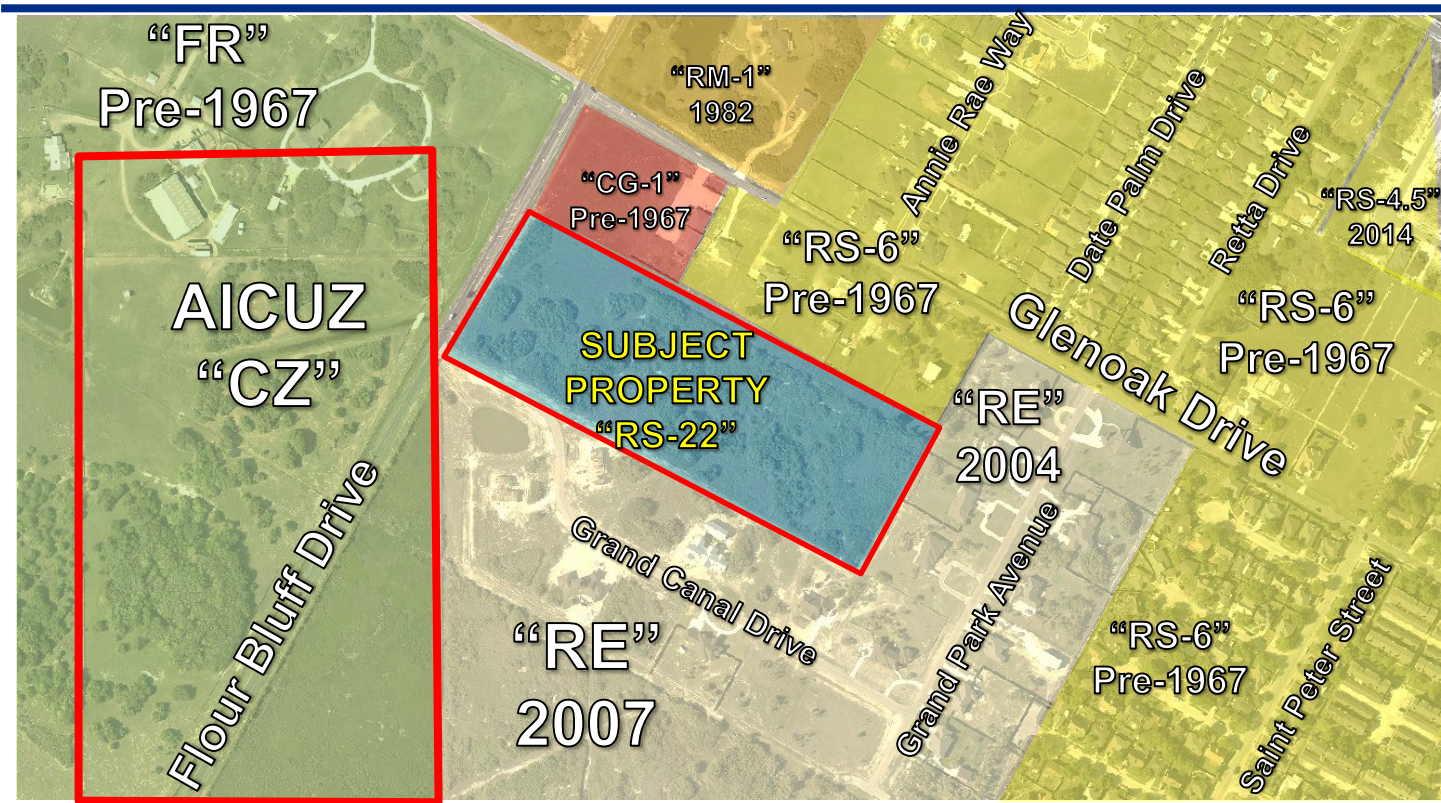 “FR”
Pre-1967
“RM-1”
1982
Annie Rae Way
Date Palm Drive
Retta Drive
“CG-1”
Pre-1967
“RS-4.5”
2014
“RS-6”
Pre-1967
AICUZ
“CZ”
SUBJECT
PROPERTY
“RS-22”
Glenoak Drive
“RS-6”
Pre-1967
“RE”
2004
Flour Bluff Drive
Grand Canal Drive
Grand Park Avenue
“RE”
2007
“RS-6”
Pre-1967
Saint Peter Street